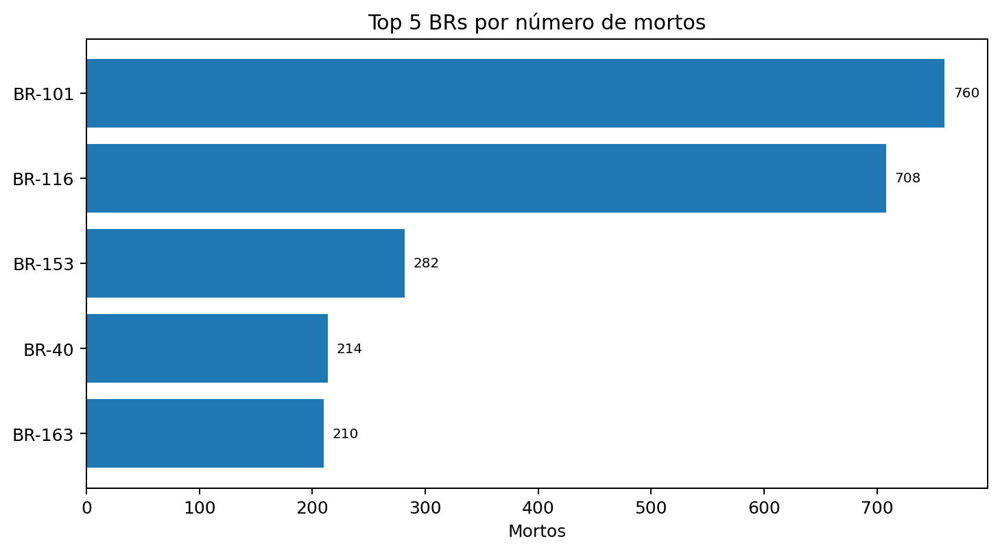 Top 5 BRs por número de mortos
BR-101
760
BR-116
708
BR-153
282
BR-40
214
BR-163
210
0 100 200 300 400 500 600 700
Mortos